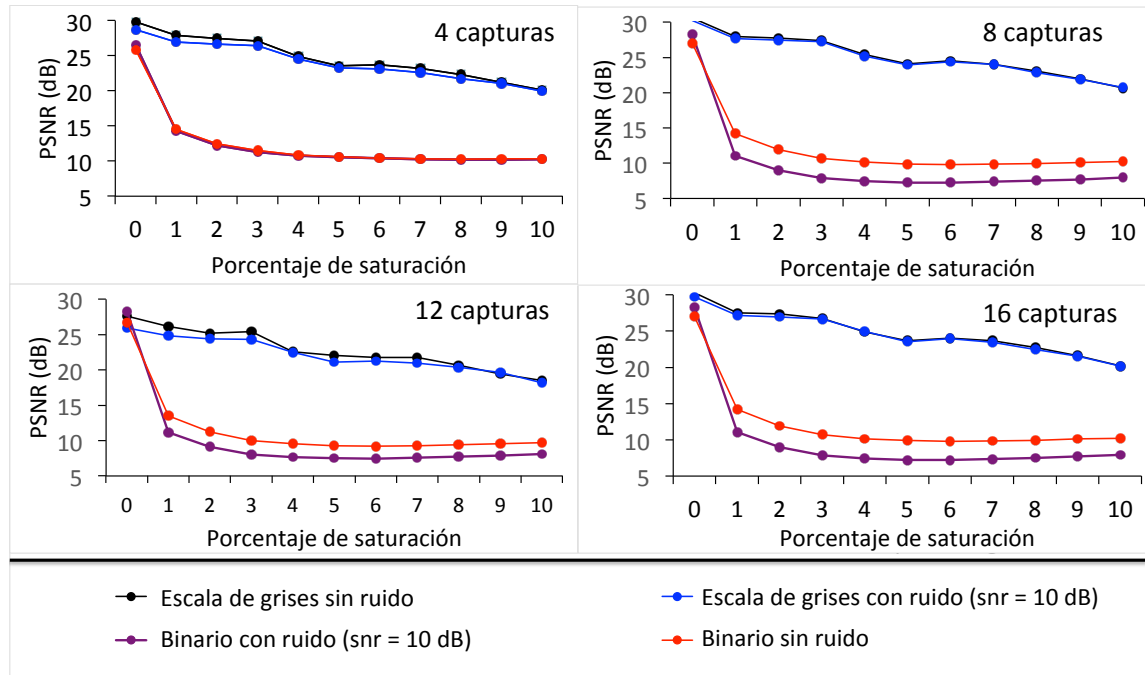 4 capturas
PSNR (dB)
30
25
20
15
10
5
0 1 2 3 4 5 6 7 8 9 10
Porcentaje de saturación
8 capturas
PSNR (dB)
30
25
20
15
10
5
0 1 2 3 4 5 6 7 8 9 10
Porcentaje de saturación
12 capturas
PSNR (dB)
30
25
20
15
10
5
0 1 2 3 4 5 6 7 8 9 10
Porcentaje de saturación
16 capturas
PSNR (dB)
30
25
20
15
10
5
0 1 2 3 4 5 6 7 8 9 10
Porcentaje de saturación
Escala de grises sin ruido
Escala de grises con ruido (snr = 10 dB)
Binario con ruido (snr = 10 dB)
Binario sin ruido